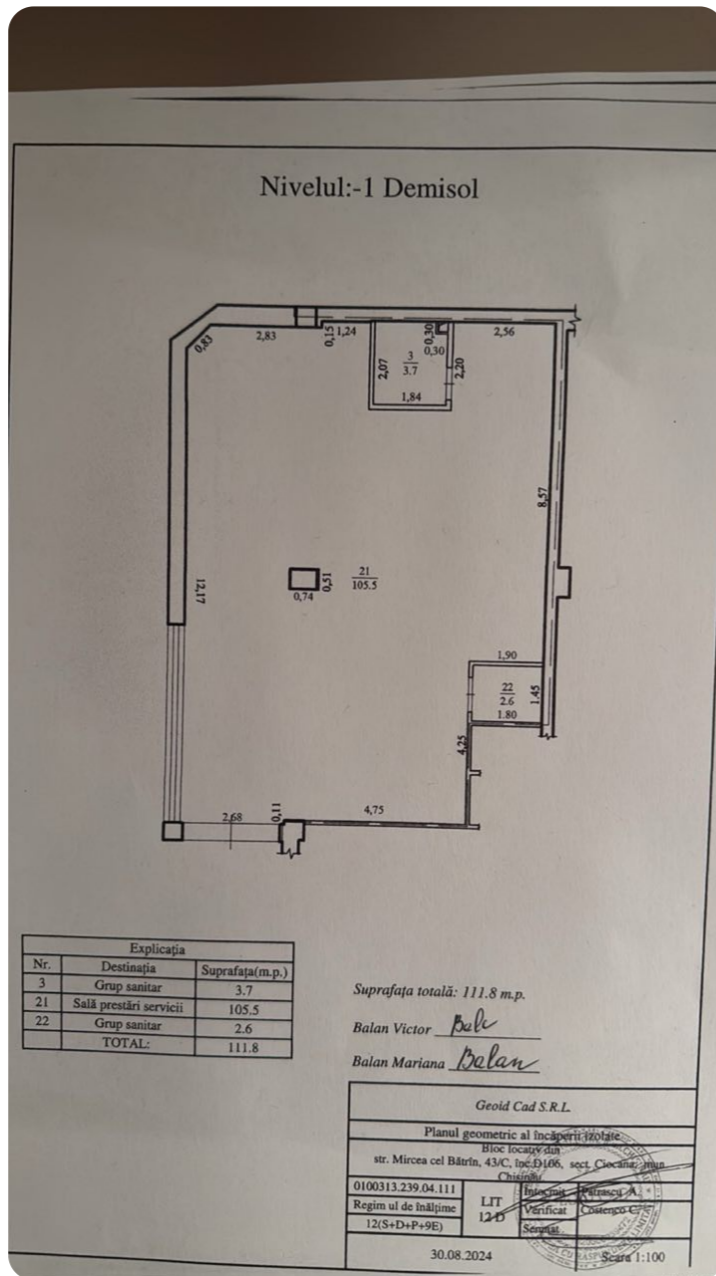 Nivelul:-1 Demisol
0,83
2,83
0,15
1,24
0,30
0,30
2,56
3
3.7
2,07
2,20
1,84
8,57
12,17
21
105.5
0,51
0,74
1,90
22
2.6
1,45
1.80
4,25
2,68
0,11
4,75
Explicația
Nr. Destinația Suprafața(m.p.)
3 Grup sanitar 3.7
21 Sală prestări servicii 105.5
22 Grup sanitar 2.6
TOTAL: 111.8
Suprafața totală: 111.8 m.p.
Balan Victor
Balan Mariana Balan
Geoid Cad S.R.L.
Planul geometric al încăperii izolate
Bloc locativ din
str. Mircea cel Bătrîn, 43/C, înc.D106, sect. Ciocana, mun.
Chișinău
0100313.239.04.111 LIT Întocmit Pătrașcu A.
Regim ul de înălțime 12 D Verificat Costenco C.
12(S+D+P+9E) Semnat
30.08.2024 Scara 1:100